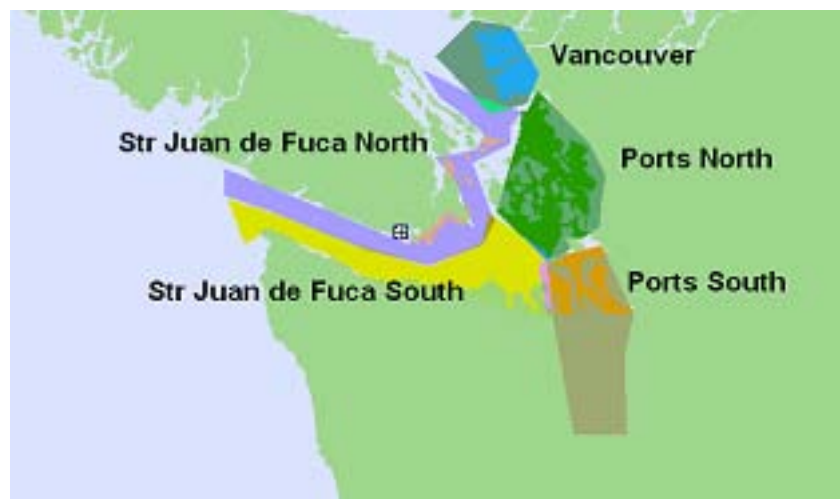 Vancouver
Str Juan de Fuca North
Ports North
Str Juan de Fuca South
Ports South